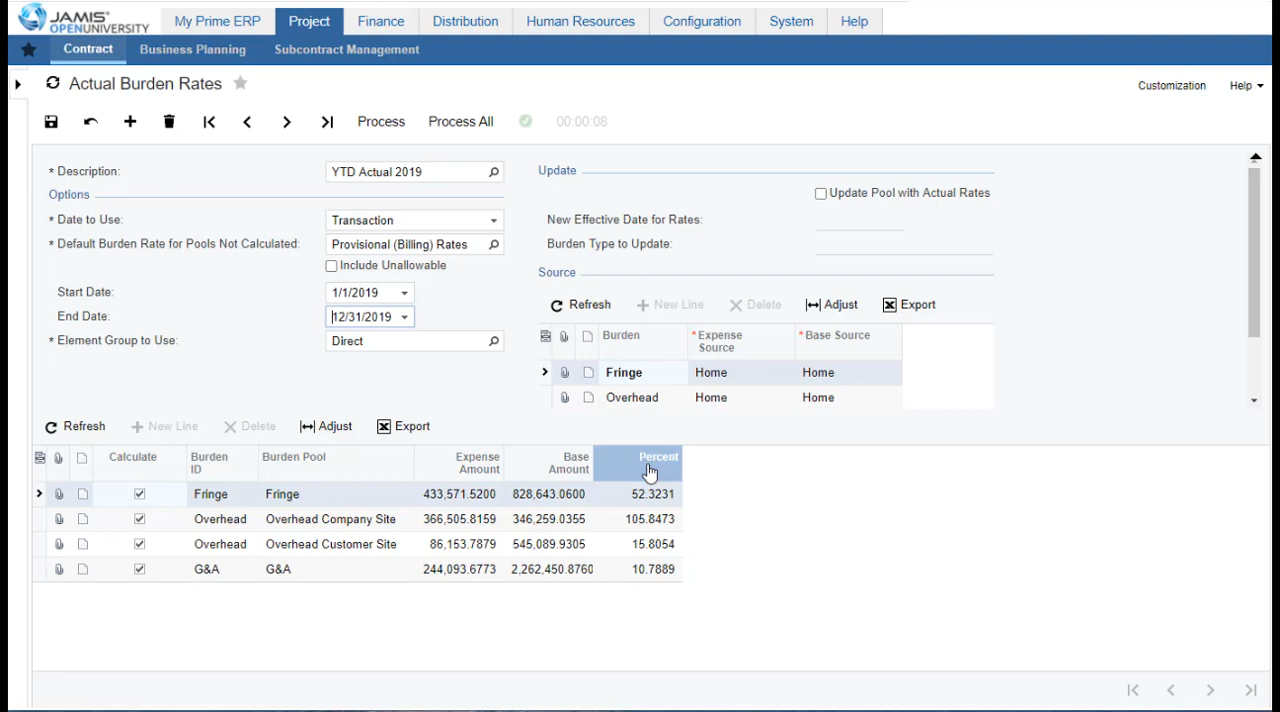 JAMIS
OPENUNIVERSITY
My Prime ERP Project Finance Distribution Human Resources Configuration System Help
Contract Business Planning Subcontract Management
Actual Burden Rates
Customization Help
Process Process All 00:00:08
* Description: YTD Actual 2019
Options
* Date to Use: Transaction
* Default Burden Rate for Pools Not Calculated: Provisional (Billing) Rates
Include Unallowable
Start Date: 1/1/2019
End Date: 12/31/2019
* Element Group to Use: Direct
Update
Update Pool with Actual Rates
New Effective Date for Rates:
Burden Type to Update:
Source
Refresh New Line Delete Adjust Export
Burden *Expense Source *Base Source
Fringe Home Home
Overhead Home Home
Refresh New Line Delete Adjust Export
Calculate Burden ID Burden Pool Expense Amount Base Amount Percent
Fringe Fringe 433,571.5200 828,643.0600 52.3231
Overhead Overhead Company Site 366,505.8159 346,259.0355 105.8473
Overhead Overhead Customer Site 86,153.7879 545,089.9305 15.8054
G&A G&A 244,093.6773 2,262,450.8760 10.7889